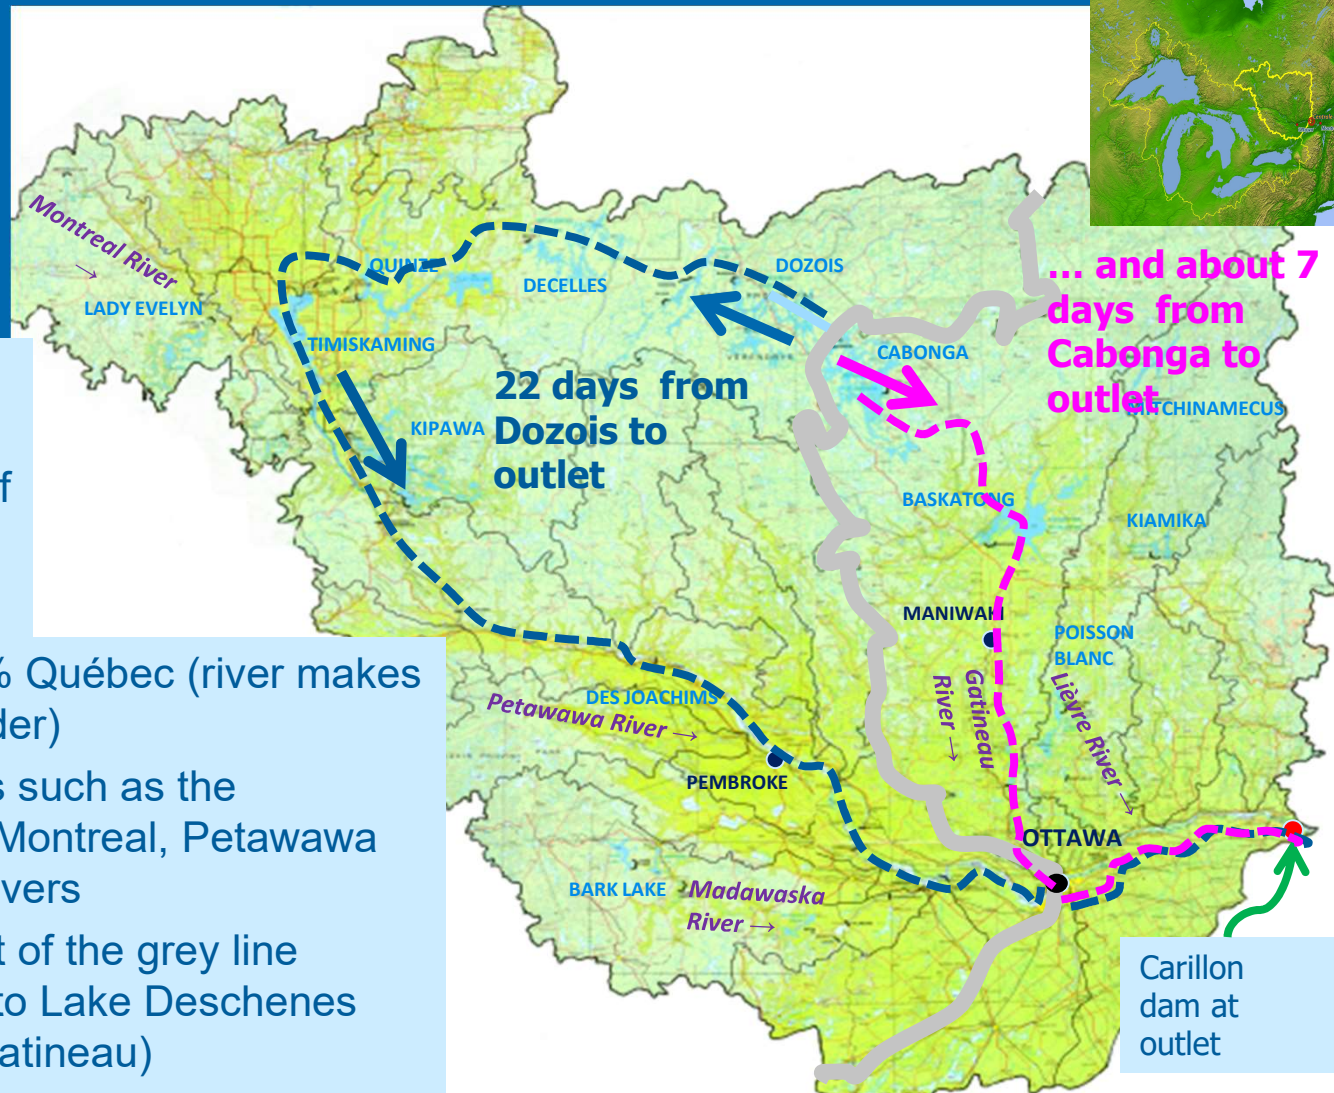 Montreal River
→
LADY EVELYN
QUINZE
TIMISKAMING
DECELLES
DOZOIS
KIPAWA
22 days from
Dozois to
outlet
CABONGA
... and about 7
days from
Cabonga to
outlet
MITCHINAMECUS
BASKATONG
KIAMIKA
MANIWAKI
POISSON
BLANC
Gatineau
River →
Lièvre River →
DES JOACHIMS
Petawawa River →
PEMBROKE
OTTAWA
BARK LAKE
Madawaska
River →
Carillon
dam at
outlet
f
% Québec (river makes
der)
s such as the
Montreal, Petawawa
vers
t of the grey line
to Lake Deschenes
atineau)